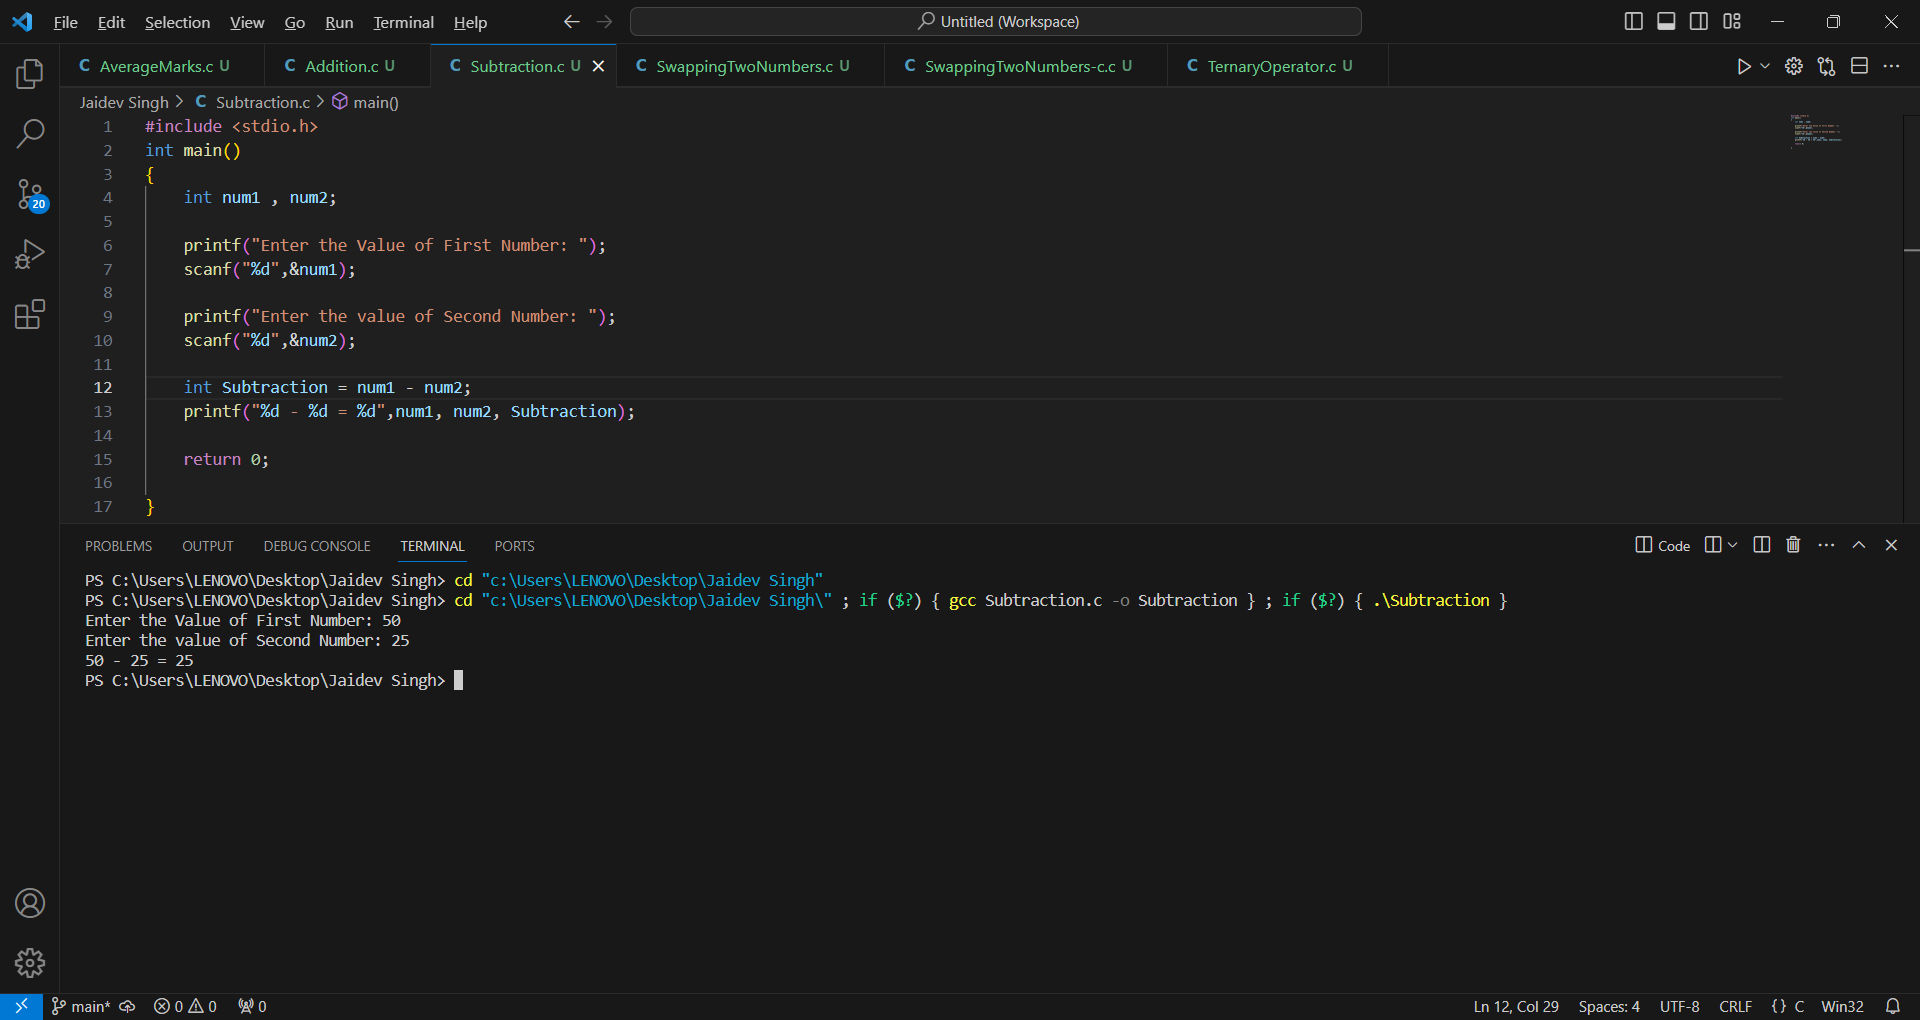 File Edit Selection View Go Run Terminal Help
Untitled (Workspace)
C AverageMarks.c U
C Addition.c U
C Subtraction.c U
C SwappingTwoNumbers.c U
C SwappingTwoNumbers-c.c U
C TernaryOperator.c U
Jaidev Singh > C Subtraction.c > main()
20
1 #include <stdio.h>
2 int main()
3 {
4 int num1 , num2;
5
6 printf("Enter the Value of First Number: ");
7 scanf("%d",&num1);
8
9 printf("Enter the value of Second Number: ");
10 scanf("%d",&num2);
11
12 int Subtraction = num1 - num2;
13 printf("%d - %d = %d",num1, num2, Subtraction);
14
15 return 0;
16
17 }
PROBLEMS OUTPUT DEBUG CONSOLE TERMINAL PORTS
Code
PS C:\Users\LENOVO\Desktop\Jaidev Singh> cd "c:\Users\LENOVO\Desktop\Jaidev Singh"
PS C:\Users\LENOVO\Desktop\Jaidev Singh> cd "c:\Users\LENOVO\Desktop\Jaidev Singh\" ; if ($?) { gcc Subtraction.c -o Subtraction } ; if ($?) { .\Subtraction }
Enter the Value of First Number: 50
Enter the value of Second Number: 25
50 - 25 = 25
PS C:\Users\LENOVO\Desktop\Jaidev Singh>
main* 0 0 0
Ln 12, Col 29 Spaces: 4 UTF-8 CRLF {} C Win32